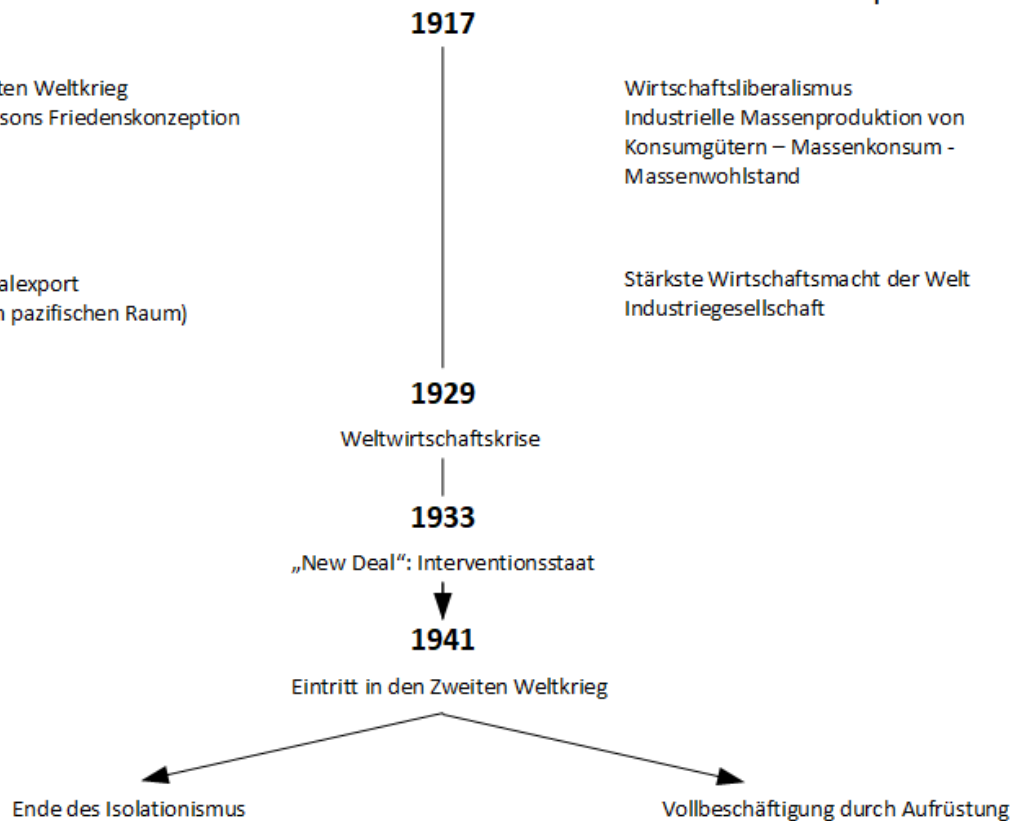 1917
ten Weltkrieg
sons Friedenskonzeption
Wirtschaftsliberalismus
Industrielle Massenproduktion von
Konsumgütern – Massenkonsum -
Massenwohlstand
alexport
n pazifischen Raum)
Stärkste Wirtschaftsmacht der Welt
Industriegesellschaft
1929
Weltwirtschaftskrise
1933
„New Deal“: Interventionsstaat
1941
Eintritt in den Zweiten Weltkrieg
Ende des Isolationismus
Vollbeschäftigung durch Aufrüstung